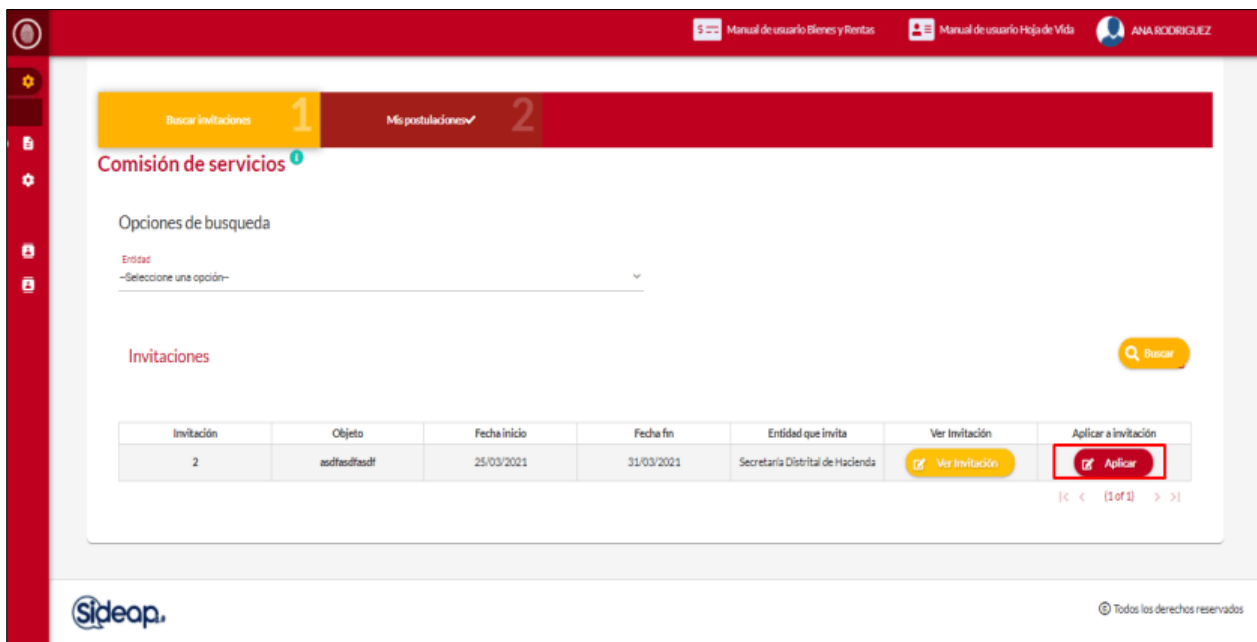 Manual de usuario Bienes y Rentas Manual de usuario Hoja de Vida ANA RODRIGUEZ
Buscar invitaciones 1 Mis postulaciones 2
Comisión de servicios
Opciones de busqueda
Entidad
--Seleccione una opción--
Invitaciones Buscar
Invitación Objeto Fecha inicio Fecha fin Entidad que invita Ver Invitación Aplicar a invitación
2 asdfasdfasdf 25/03/2021 31/03/2021 Secretaría Distrital de Hacienda Ver Invitación Aplicar
(1 of 1)
Sideap. © Todos los derechos reservados